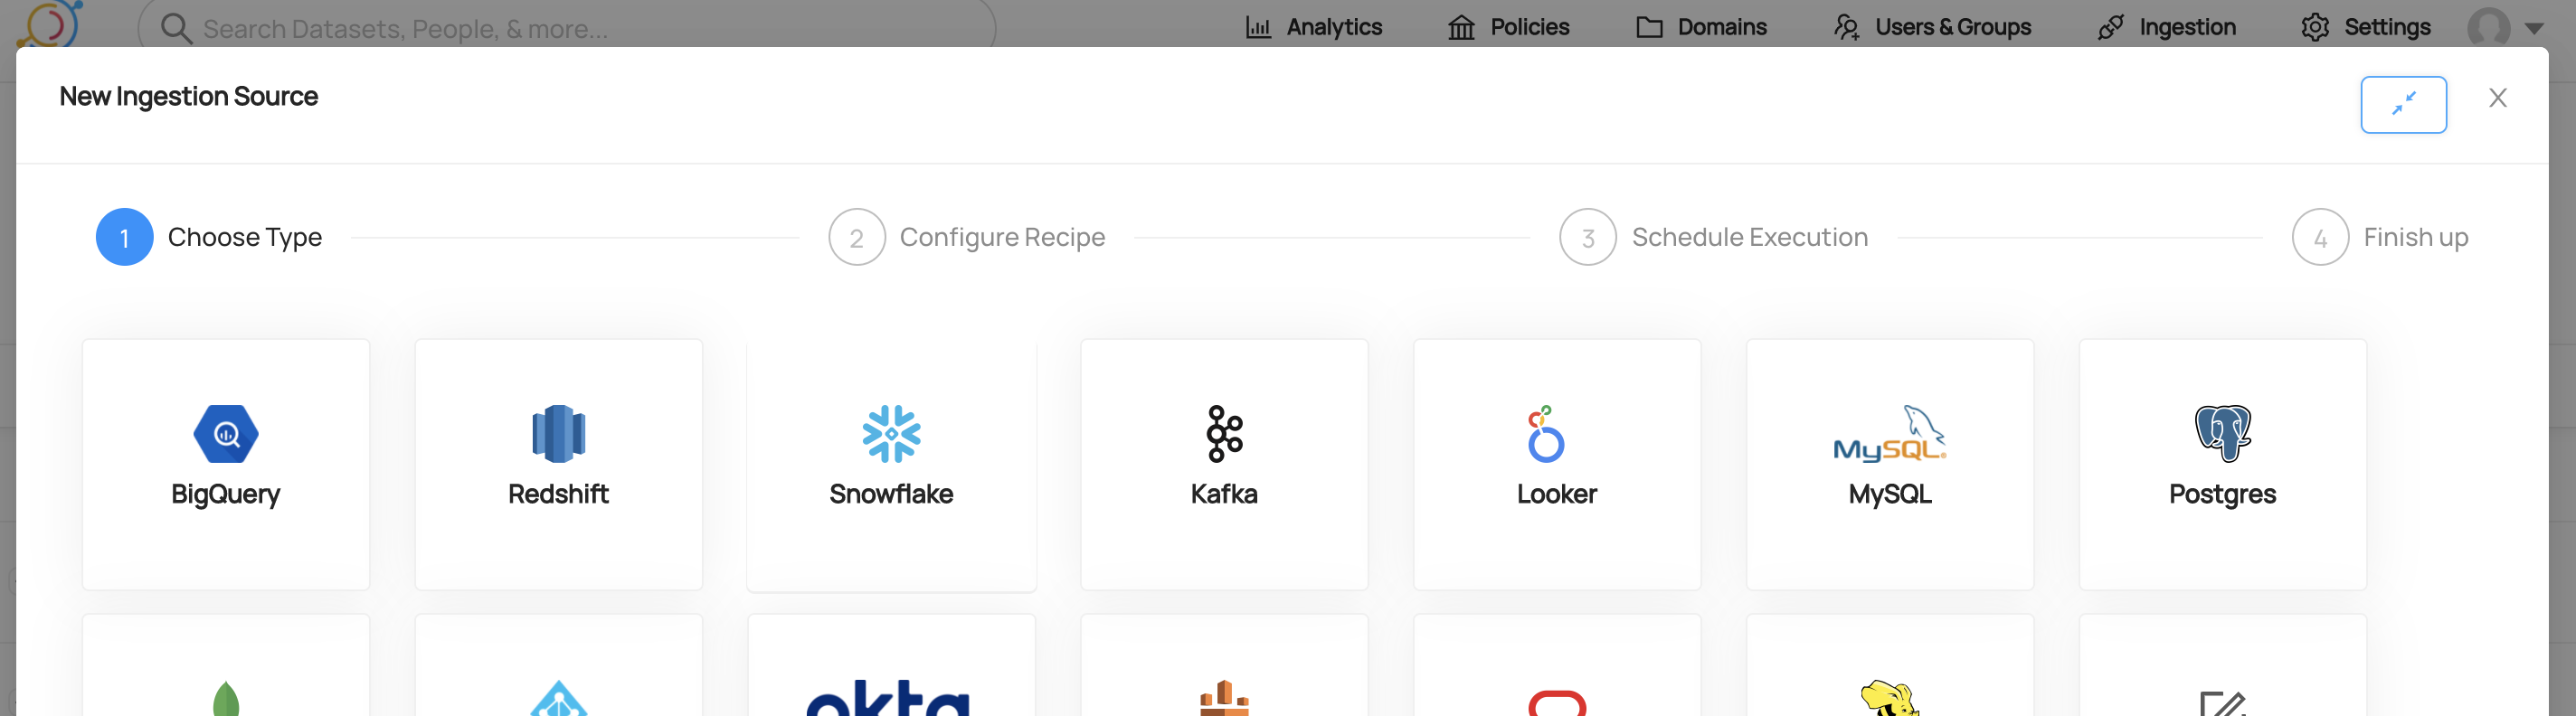 Search Datasets, People, & more...
Analytics
Policies
Domains
Users & Groups
Ingestion
Settings
New Ingestion Source
X
1 Choose Type
2 Configure Recipe
3 Schedule Execution
4 Finish up
MySQL
BigQuery
Redshift
Snowflake
Kafka
Looker
MySQL
Postgres
okta